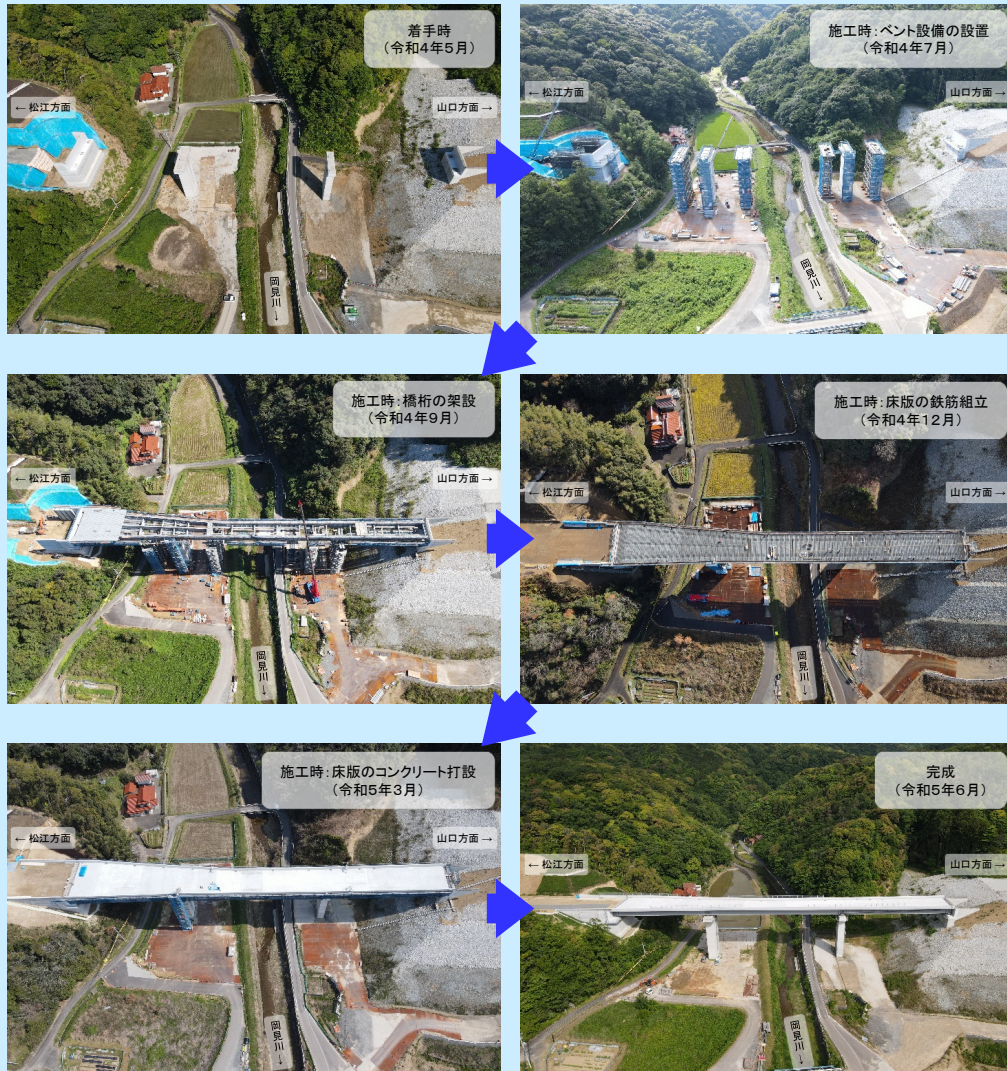 着手時
（令和4年5月）
← 松江方面
山口方面 →
岡見川 →
施工時：ベント設備の設置
（令和4年7月）
← 松江方面
山口方面 →
岡見川 →
施工時：橋桁の架設
（令和4年9月）
← 松江方面
山口方面 →
岡見川 →
施工時：床版の鉄筋組立
（令和4年12月）
← 松江方面
山口方面 →
岡見川 →
施工時：床版のコンクリート打設
（令和5年3月）
← 松江方面
山口方面 →
岡見川 →
完成
（令和5年6月）
← 松江方面
山口方面 →
岡見川 →